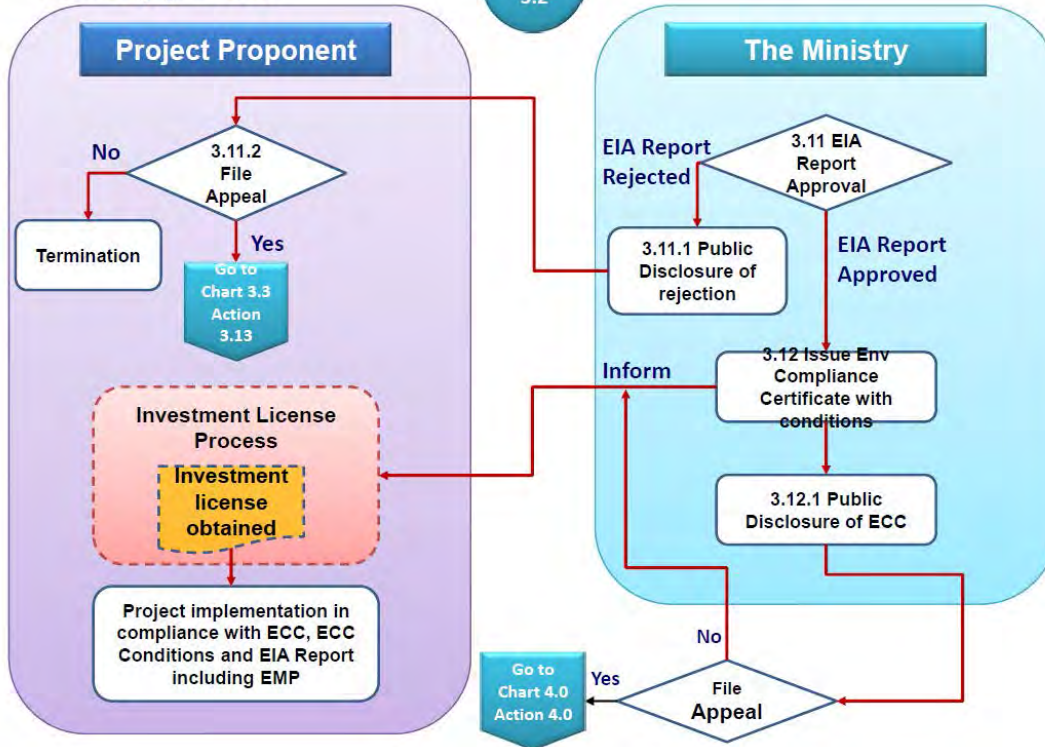 3.2
Project Proponent
The Ministry
No
3.11.2
File
Appeal
Yes
Termination
Go to
Chart 3.3
Action
3.13
EIA Report
Rejected
3.11 EIA
Report
Approval
3.11.1 Public
Disclosure of
rejection
EIA Report
Approved
Inform
3.12 Issue Env
Compliance
Certificate with
conditions
Investment License
Process
Investment
license
obtained
3.12.1 Public
Disclosure of ECC
Project implementation in
compliance with ECC, ECC
Conditions and EIA Report
including EMP
No
Go to
Chart 4.0
Action 4.0
Yes
File
Appeal